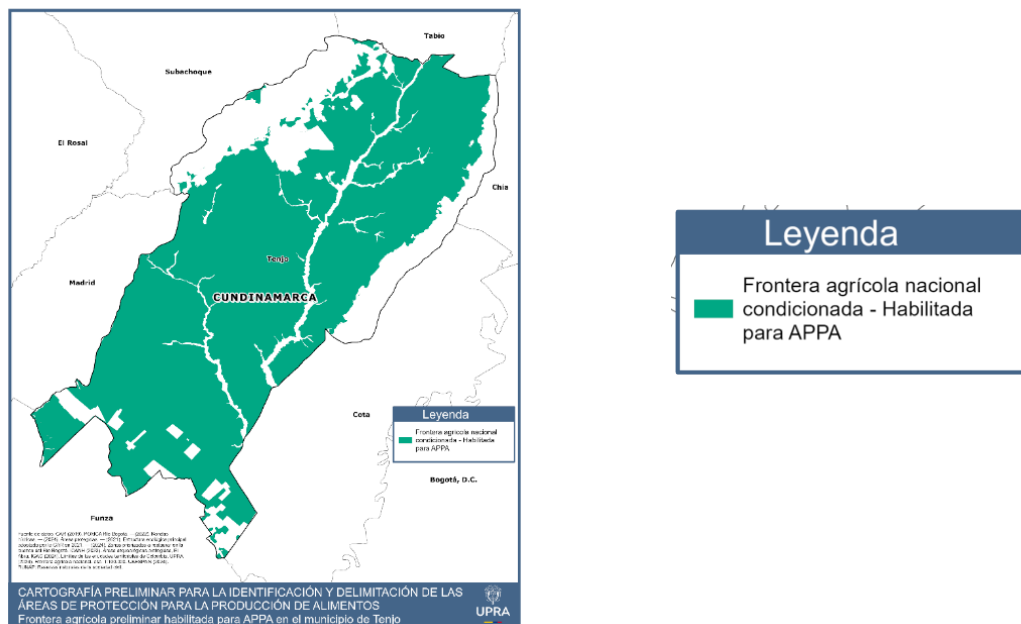 Tabio
Subachoque
El Rosal
Chía
Tenjo
Madrid
CUNDINAMARCA
Cota
Leyenda
Frontera agrícola nacional
condicionada - Habilitada
para APPA
Bogotá, D.C.
Funza
CARTOGRAFÍA PRELIMINAR PARA LA IDENTIFICACIÓN Y DELIMITACIÓN DE LAS
ÁREAS DE PROTECCIÓN PARA LA PRODUCCIÓN DE ALIMENTOS
Frontera agrícola preliminar habilitada para APPA en el municipio de Tenjo
UPRA
Leyenda
Frontera agrícola nacional
condicionada - Habilitada
para APPA